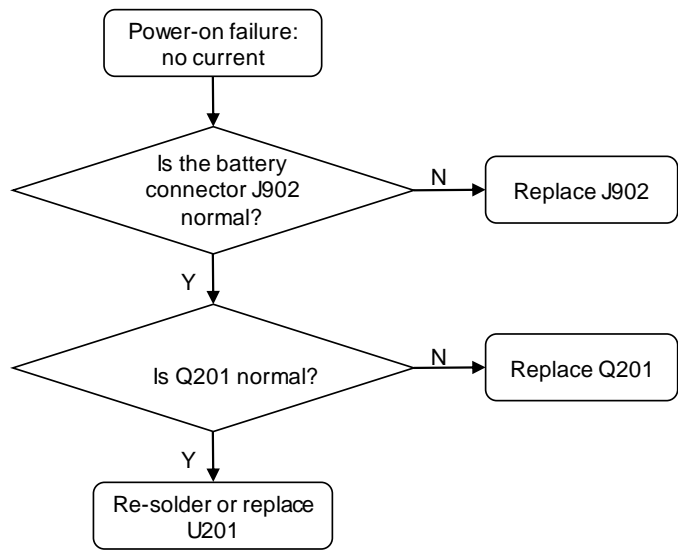 Power-on failure:
no current
Is the battery
connector J902
normal?
N
Replace J902
Y
Is Q201 normal?
N
Replace Q201
Y
Re-solder or replace
U201